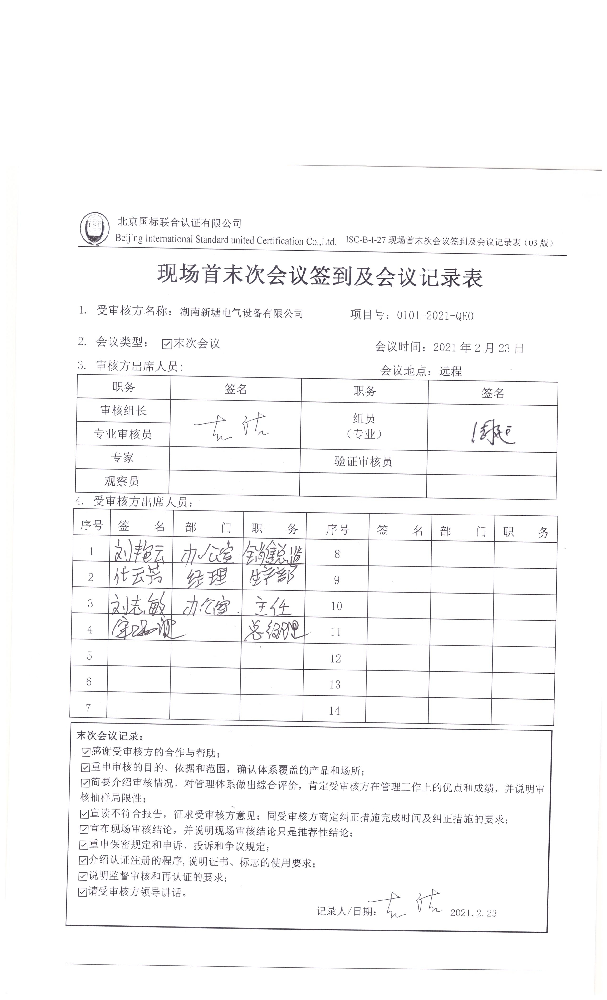 ISC
北京国标联合认证有限公司
Beijing International Standard united Certification Co.,Ltd. ISC-B-I-27 现场首末次会议签到及会议记录表（03 版）
现场首末次会议签到及会议记录表
1. 受审核方名称：湖南新塘电气设备有限公司 项目号：0101-2021-QEO
2. 会议类型： ☑末次会议 会议时间：2021 年 2 月 23 日
3. 审核方出席人员： 会议地点：远程
职务 签名 职务 签名
审核组长 组员
专业审核员 （专业）
专家 验证审核员
观察员
4. 受审核方出席人员：
序号 签 名 部 门 职 务 序号 签 名 部 门 职 务
1 刘艳云 办公室 销售总监 8
2 代云芳 经理 生产部 9
3 刘志敏 办公室. 主任 10
4 总经理 11
5 12
6 13
7 14
末次会议记录：
☑感谢受审核方的合作与帮助；
☑重申审核的目的、依据和范围，确认体系覆盖的产品和场所；
☑简要介绍审核情况，对管理体系做出综合评价，肯定受审核方在管理工作上的优点和成绩，并说明审
核抽样局限性；
☑宣读不符合报告，征求受审核方意见；同受审核方商定纠正措施完成时间及纠正措施的要求；
☑宣布现场审核结论，并说明现场审核结论只是推荐性结论；
☑重申保密规定和申诉、投诉和争议规定；
☑介绍认证注册的程序,说明证书、标志的使用要求；
☑说明监督审核和再认证的要求；
☑请受审核方领导讲话。
记录人/日期： 2021.2.23